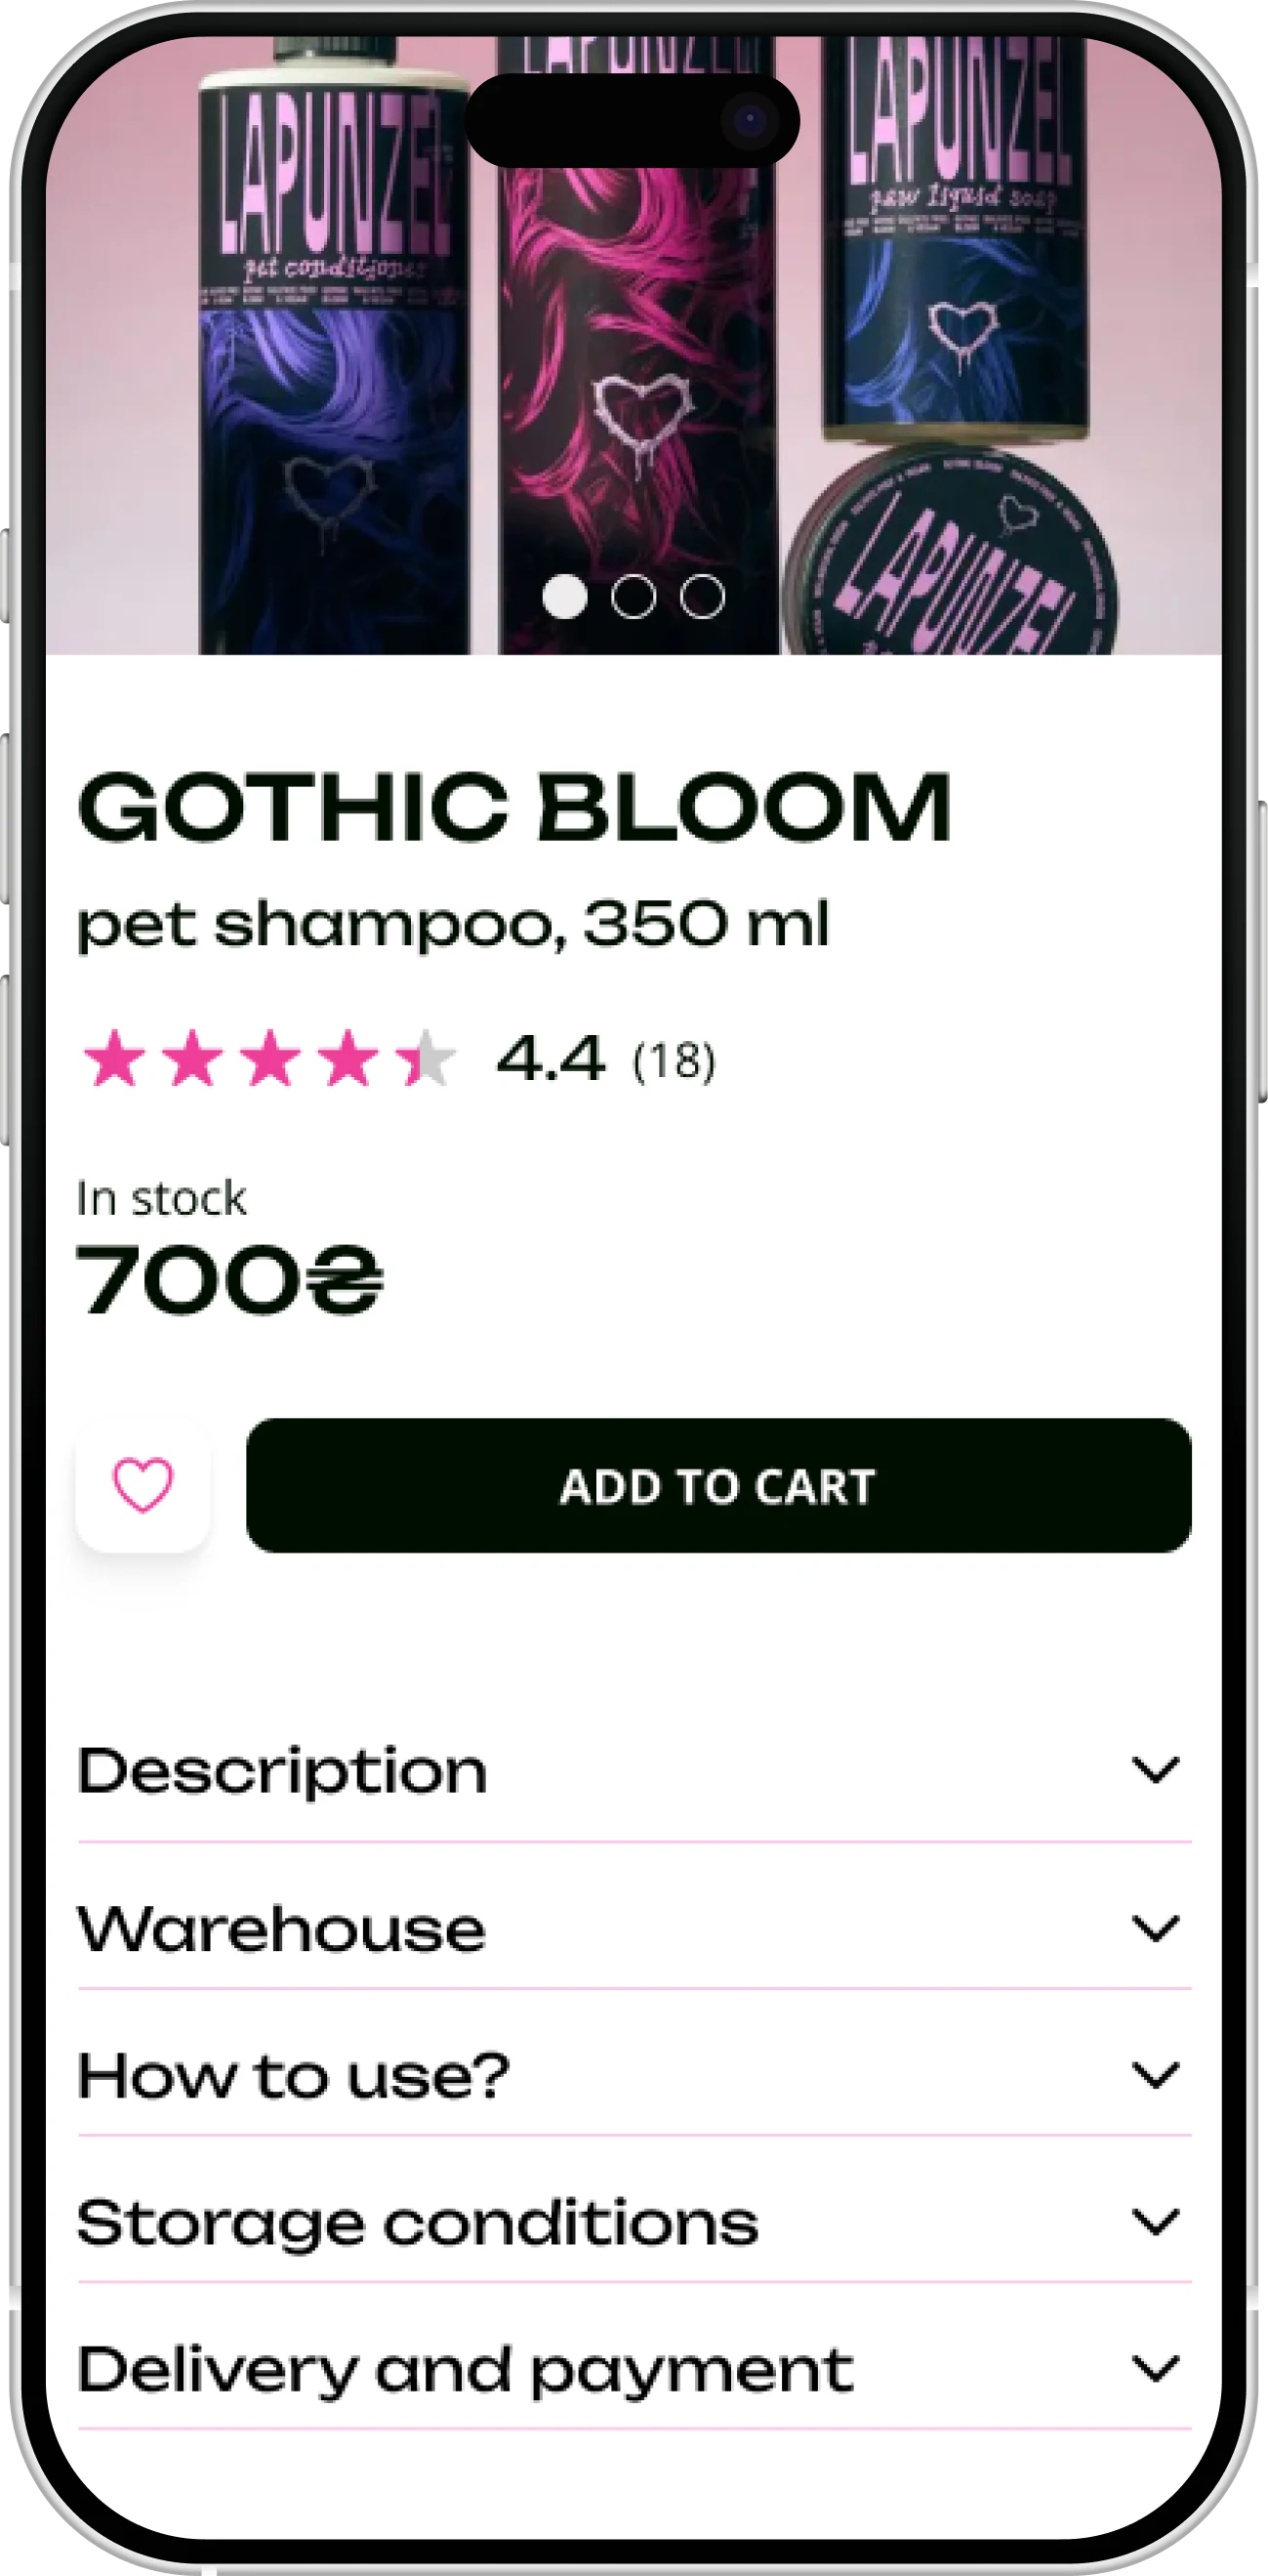 LAPUNZEL
pet conditioner
LAPUNZEL
LAPUNZEL
paw liquid soap
LAPUNZEL
GOTHIC BLOOM
pet shampoo, 350 ml
4.4 (18)
In stock
700₴
ADD TO CART
Description
Warehouse
How to use?
Storage conditions
Delivery and payment